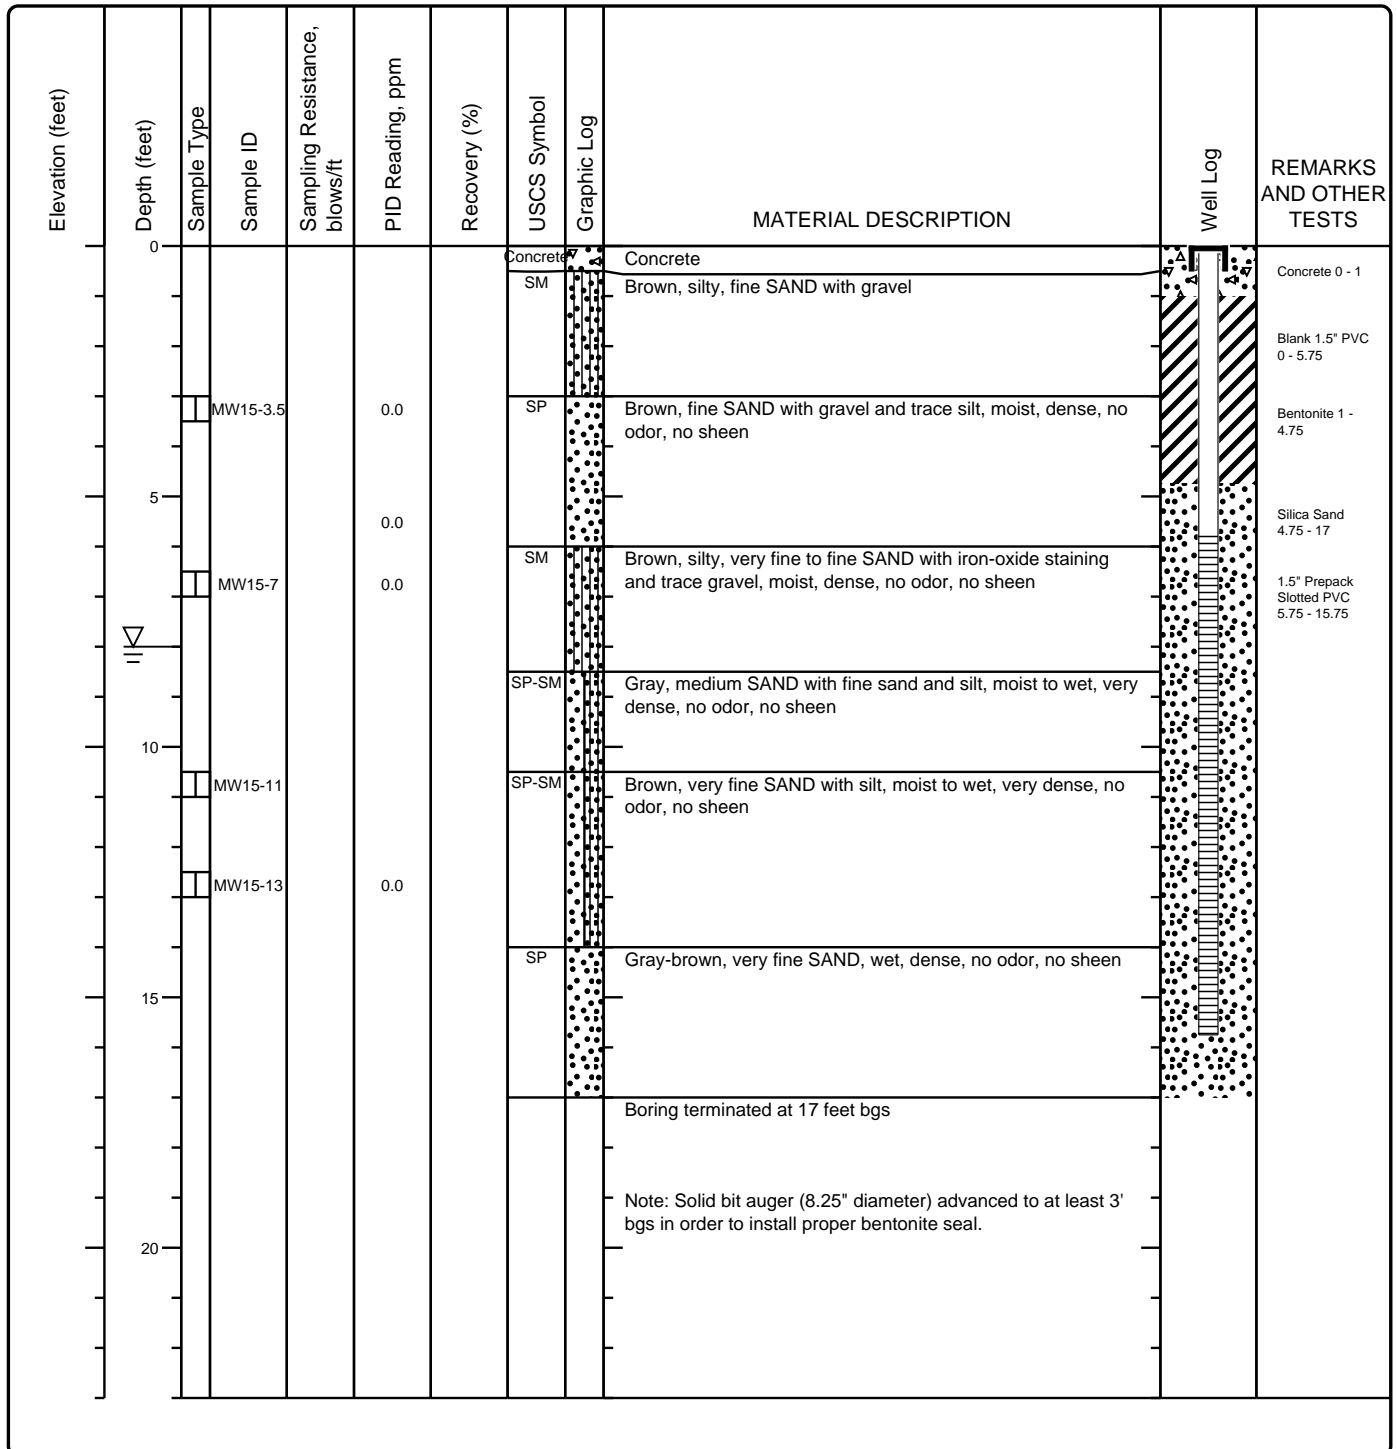 Elevation (feet)
Depth (feet)
Sample Type
Sample ID
Sampling Resistance,
blows/ft
PID Reading, ppm
Recovery (%)
USCS Symbol
Graphic Log
MATERIAL DESCRIPTION
Well Log
REMARKS
AND OTHER
TESTS
0
Concrete
Concrete
Concrete 0 - 1
SM
Brown, silty, fine SAND with gravel
Blank 1.5" PVC
0 - 5.75
MW15-3.5
0.0
SP
Brown, fine SAND with gravel and trace silt, moist, dense, no
odor, no sheen
Bentonite 1 -
4.75
5
0.0
Silica Sand
4.75 - 17
SM
Brown, silty, very fine to fine SAND with iron-oxide staining
and trace gravel, moist, dense, no odor, no sheen
MW15-7
0.0
1.5" Prepack
Slotted PVC
5.75 - 15.75
SP-SM
Gray, medium SAND with fine sand and silt, moist to wet, very
dense, no odor, no sheen
10
MW15-11
SP-SM
Brown, very fine SAND with silt, moist to wet, very dense, no
odor, no sheen
MW15-13
0.0
SP
Gray-brown, very fine SAND, wet, dense, no odor, no sheen
15
Boring terminated at 17 feet bgs
Note: Solid bit auger (8.25" diameter) advanced to at least 3'
bgs in order to install proper bentonite seal.
20